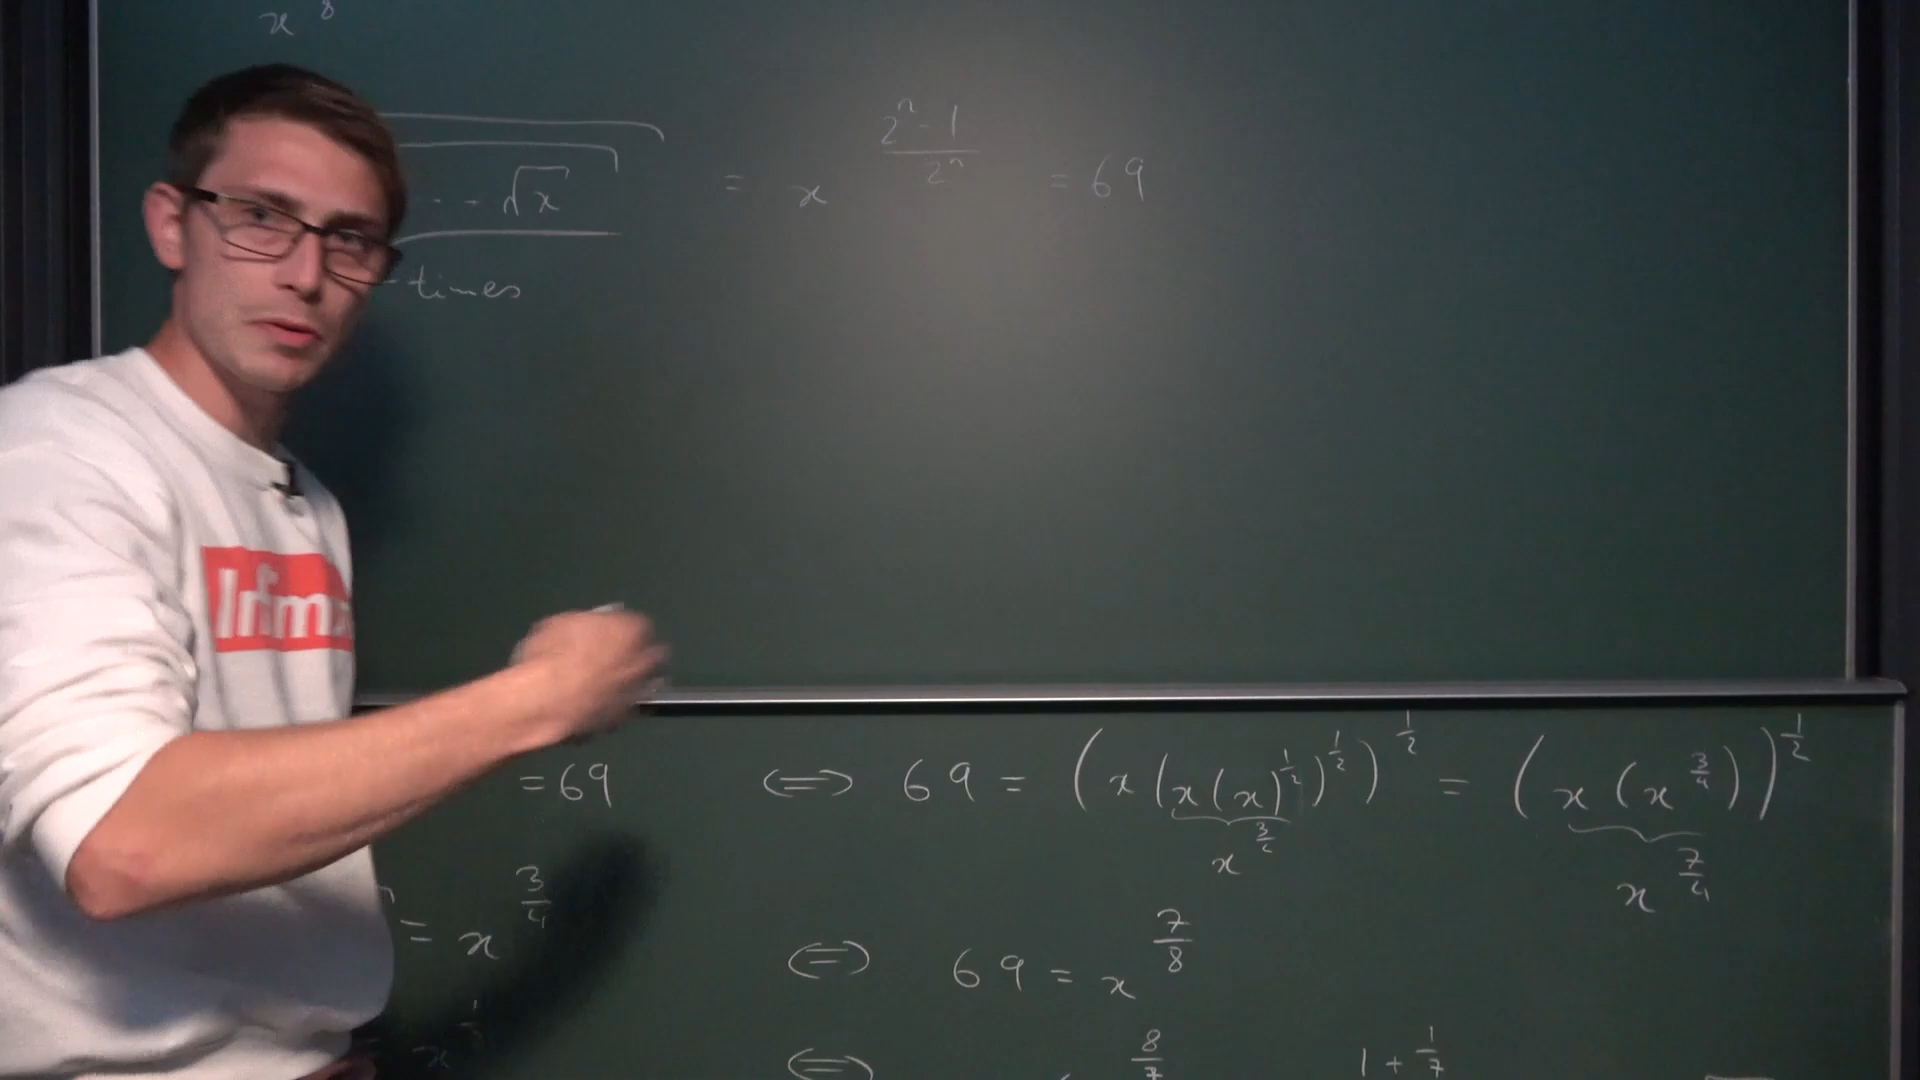 x^8
· · · √x = x^((2^n - 1)/(2^n)) = 69
- times
= 69 ⟺ 69 = (x(x(x)^(1/2))^(1/2))^(1/2) = (x(x^(3/4)))^(1/2)
x^(3/4)
x^(7/4)
= x^(3/4) ⟺ 69 = x^(7/8)
⟺ 8/7 1 + 1/7